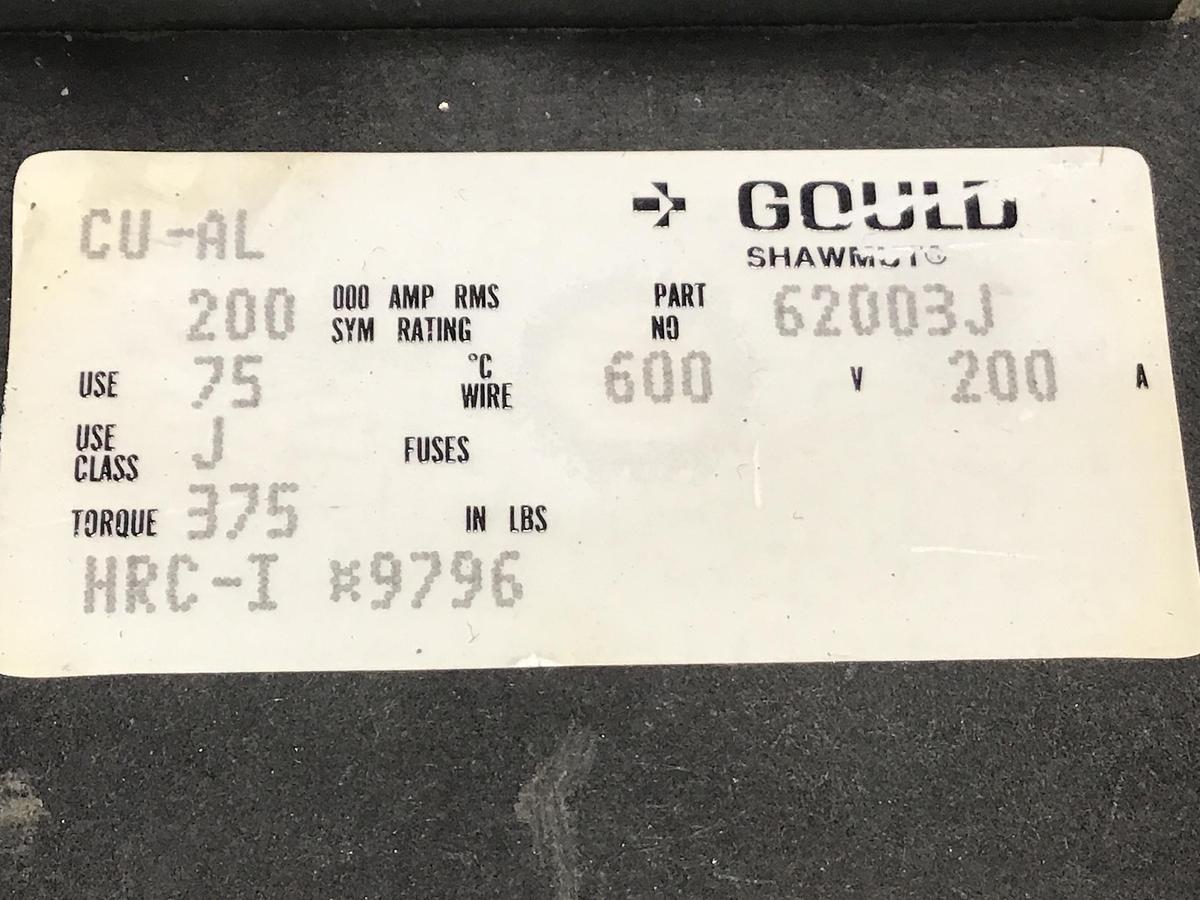 GOULD
SHAWMUT®
CU-AL
200 000 AMP RMS SYM RATING PART NO 62003J
USE 75 °C WIRE 600 V 200 A
USE CLASS J FUSES
TORQUE 375 IN LBS
HRC-I ¤9796